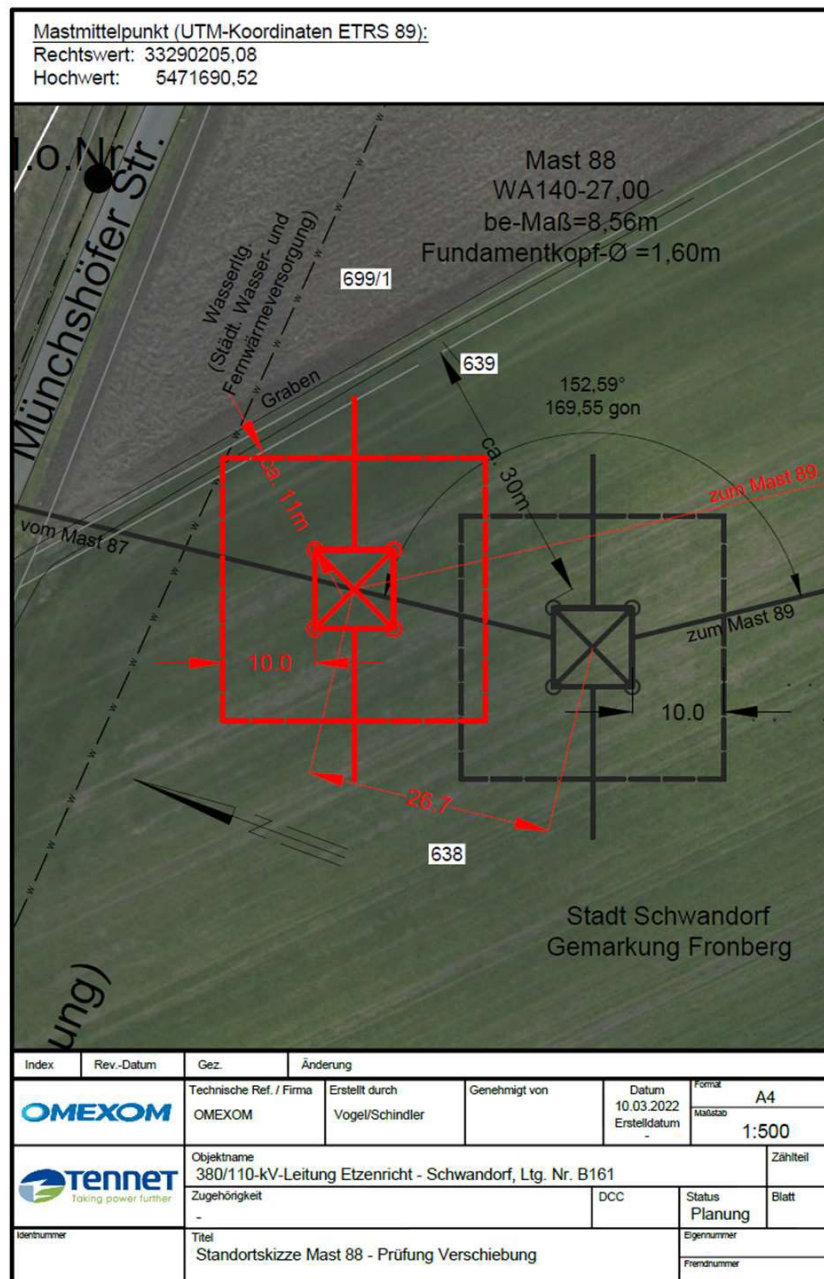 Mastmittelpunkt (UTM-Koordinaten ETRS 89):
Rechtswert: 33290205,08
Hochwert: 5471690,52
l.o.Nr.
Münchshöfer Str.
Mast 88
WA140-27,00
be-Maß=8,56m
Fundamentkopf-Ø =1,60m
Wasserltg.
(Städt. Wasser- und
Fernwärmeversorgung)
699/1
Graben
639
152,59°
169,55 gon
ca. 11m
ca. 30m
zum Mast 89
vom Mast 87
zum Mast 89
10.0
10.0
26.7
638
Stadt Schwandorf
Gemarkung Fronberg
ung)
Index Rev.-Datum Gez. Änderung
OMEXOM
Technische Ref. / Firma
OMEXOM
Erstellt durch
Vogel/Schindler
Genehmigt von
Datum
10.03.2022
Erstelldatum
-
Format
A4
Maßstab
1:500
TENNET
Taking power further
Objektname
380/110-kV-Leitung Etzenricht - Schwandorf, Ltg. Nr. B161
Zählteil
Zugehörigkeit
-
DCC
Status
Planung
Blatt
Identnummer
Titel
Standortskizze Mast 88 - Prüfung Verschiebung
Eigennummer
Fremdnummer